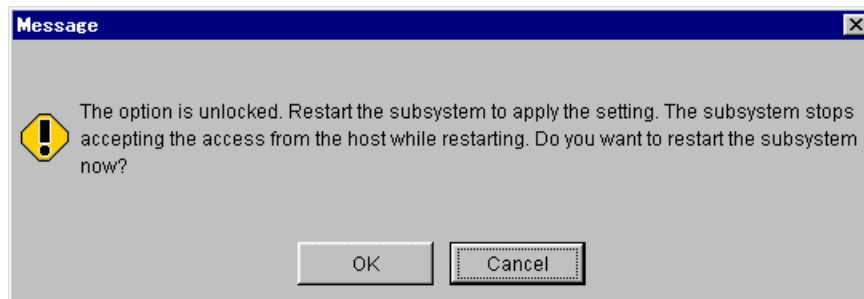 Message
The option is unlocked. Restart the subsystem to apply the setting. The subsystem stops
accepting the access from the host while restarting. Do you want to restart the subsystem
now?
OK
Cancel